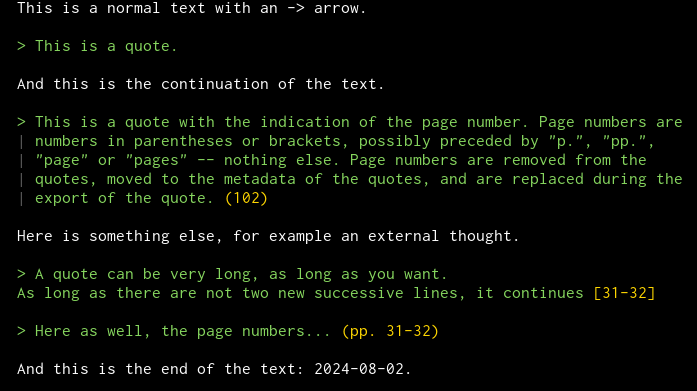 This is a normal text with an -> arrow.
> This is a quote.
And this is the continuation of the text.
> This is a quote with the indication of the page number. Page numbers are
| numbers in parentheses or brackets, possibly preceded by "p.", "pp.",
| "page" or "pages" -- nothing else. Page numbers are removed from the
| quotes, moved to the metadata of the quotes, and are replaced during the
| export of the quote. (102)
Here is something else, for example an external thought.
> A quote can be very long, as long as you want.
As long as there are not two new successive lines, it continues [31-32]
> Here as well, the page numbers... (pp. 31-32)
And this is the end of the text: 2024-08-02.